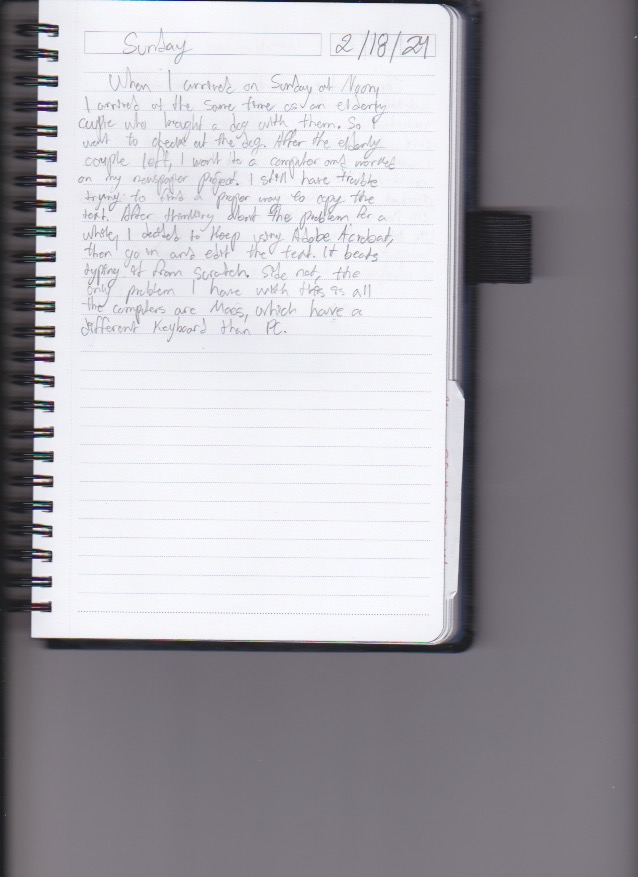 Sunday 2/18/24
When I arrived on Sunday at Noon,
I arrived at the same time as an elderly
couple who brought a dog with them. So I
went to check out the dog. After the elderly
couple left, I went to a computer and worked
on my newspaper project. I still have trouble
trying to find a proper way to copy the
text. After thinking about the problem for a
while, I decided to Keep using Adobe Acrobat,
then go in and edit the text. It beats
typing it from scratch. Side not, the
only problem I have with this is all
the computers are Macs, which have a
different Keyboard than PC.